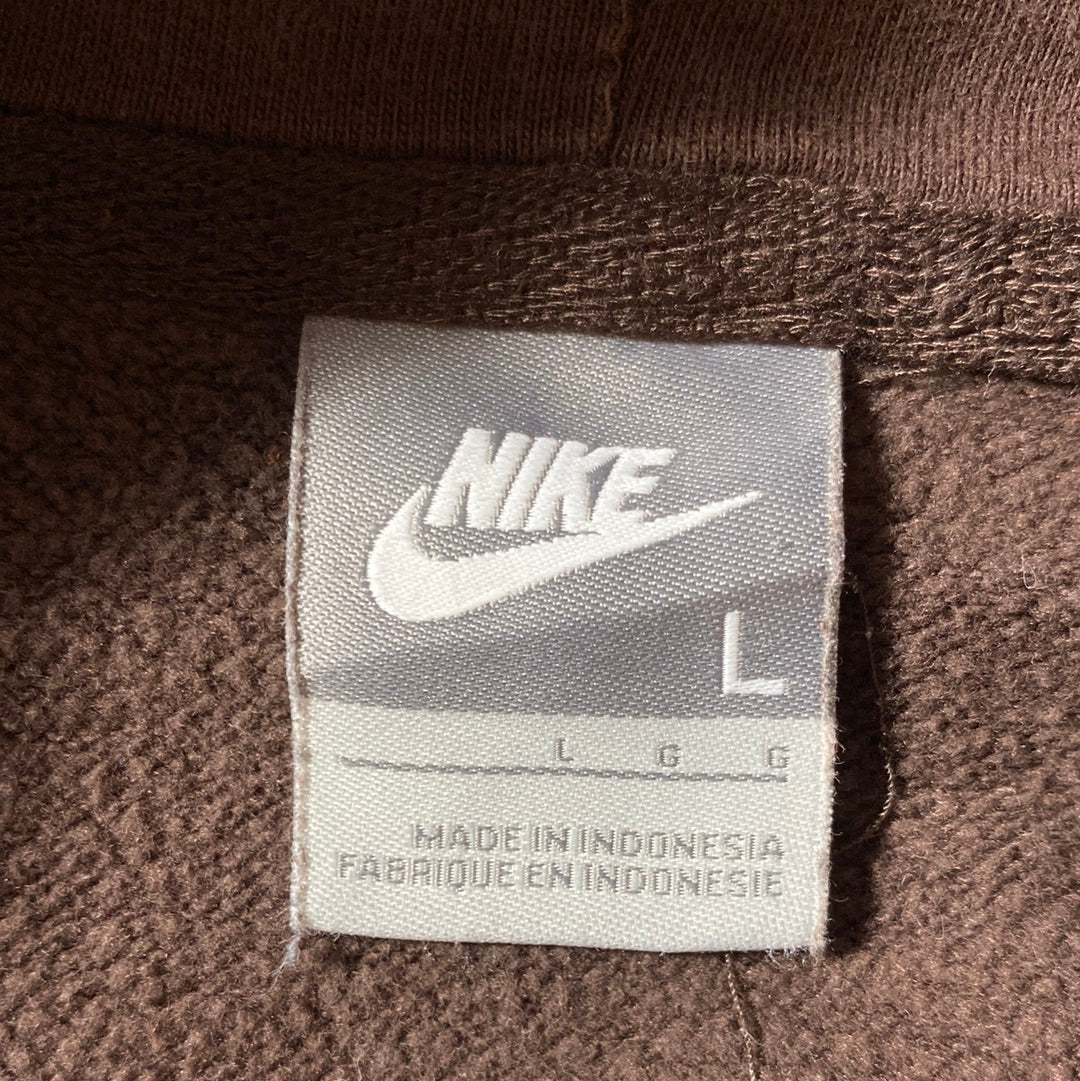 NIKE
L
L G G
MADE IN INDONESIA
FABRIQUE EN INDONESIE